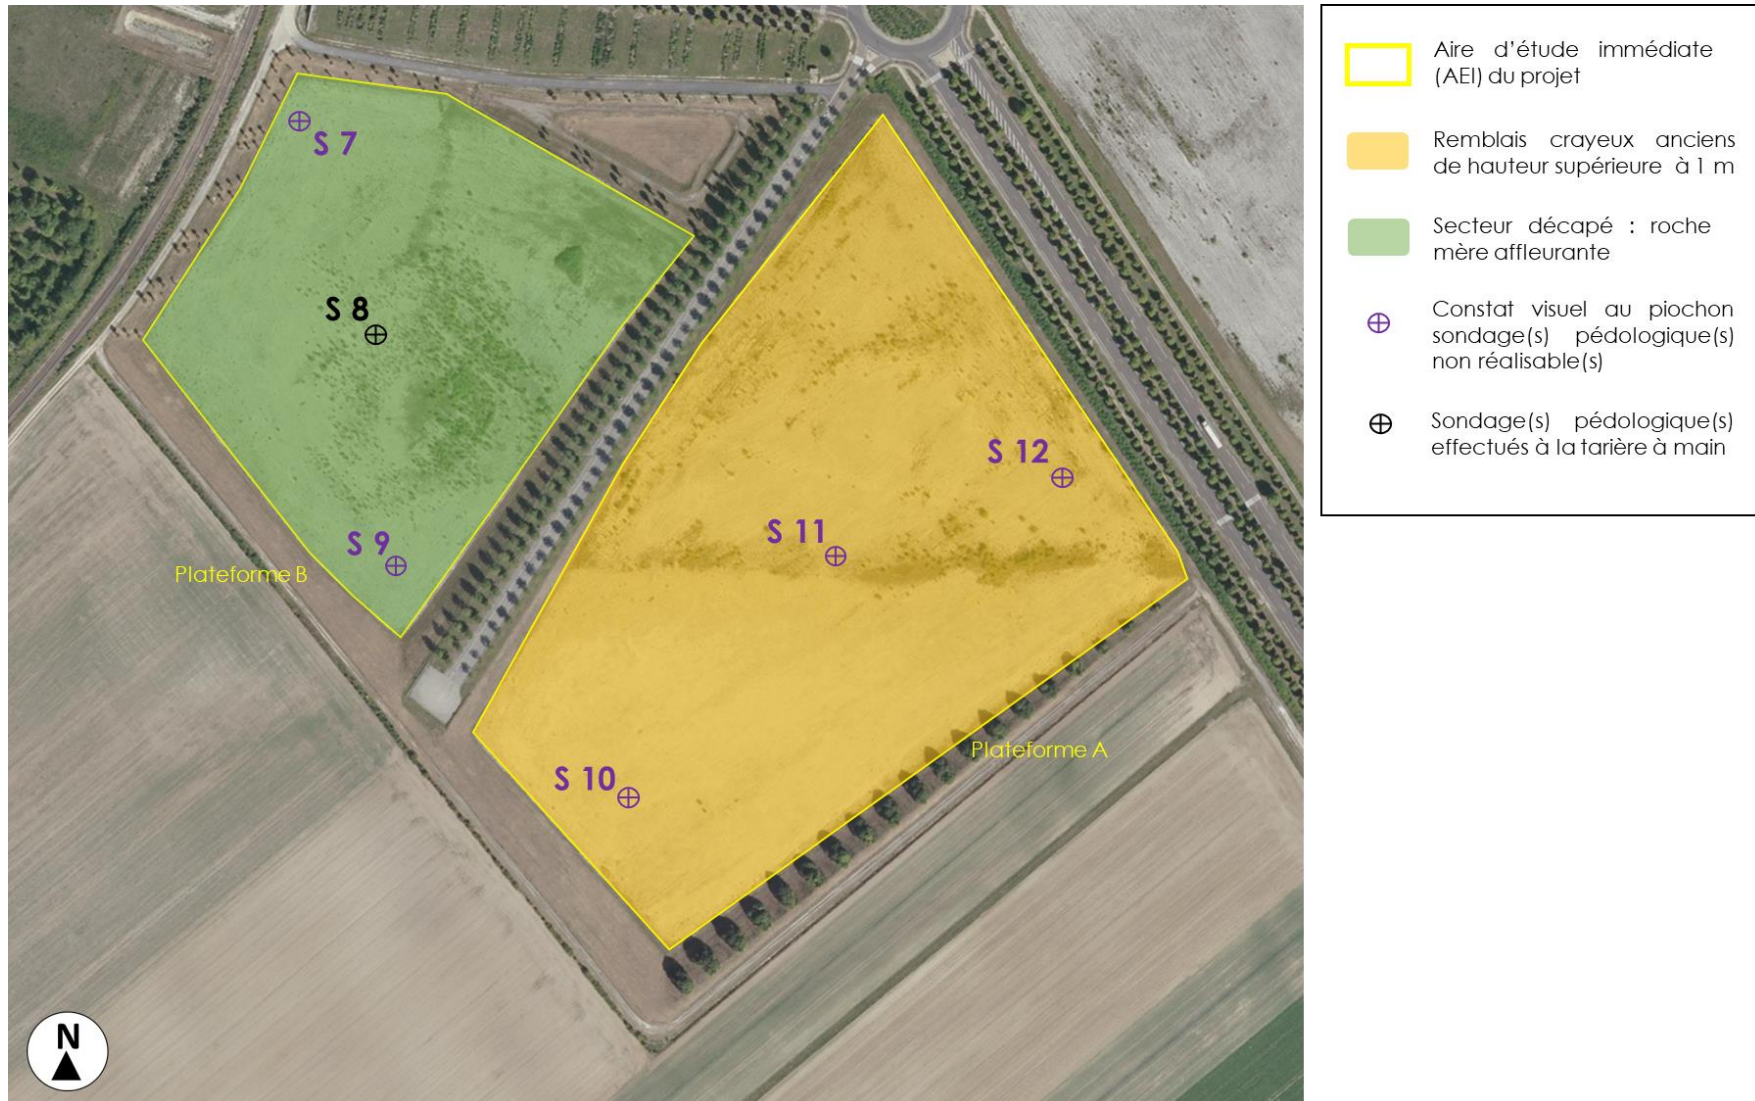 S 7
S 8
S 9
Plateforme B
S 12
S 11
S 10
Plateforme A
N
Aire d'étude immédiate
(AEI) du projet
Remblais crayeux anciens
de hauteur supérieure à 1 m
Secteur décapé : roche
mère affleurante
Constat visuel au piochon
sondage(s) pédologique(s)
non réalisable(s)
Sondage(s) pédologique(s)
effectués à la tarière à main